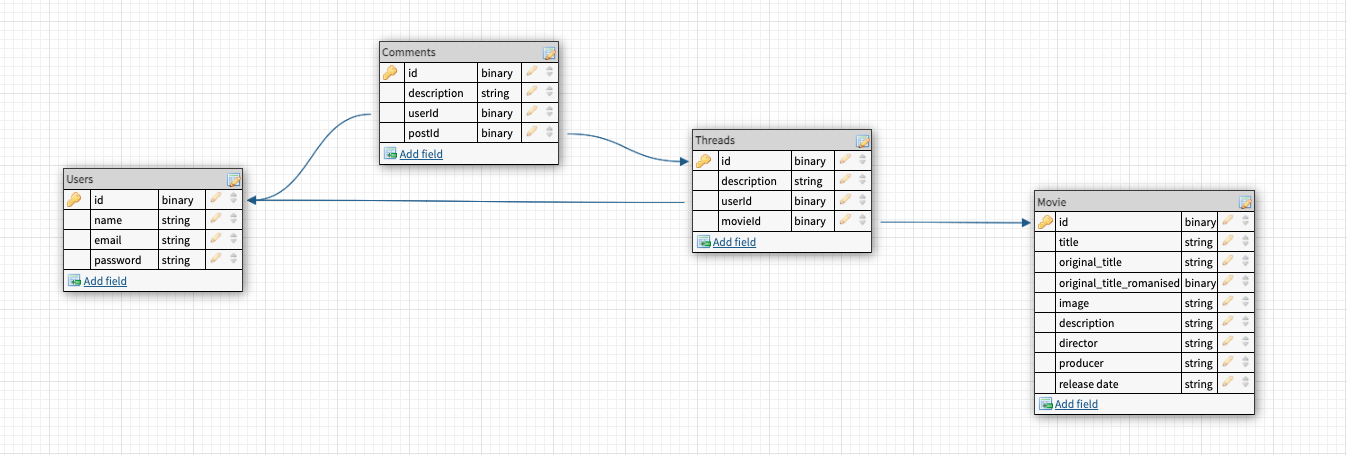 Comments
id binary
description string
userId binary
postId binary
Add field
Threads
id binary
description string
userId binary
movieId binary
Add field
Users
id binary
name string
email string
password string
Add field
Movie
id binary
title string
original_title string
original_title_romanised binary
image string
description string
director string
producer string
release date string
Add field